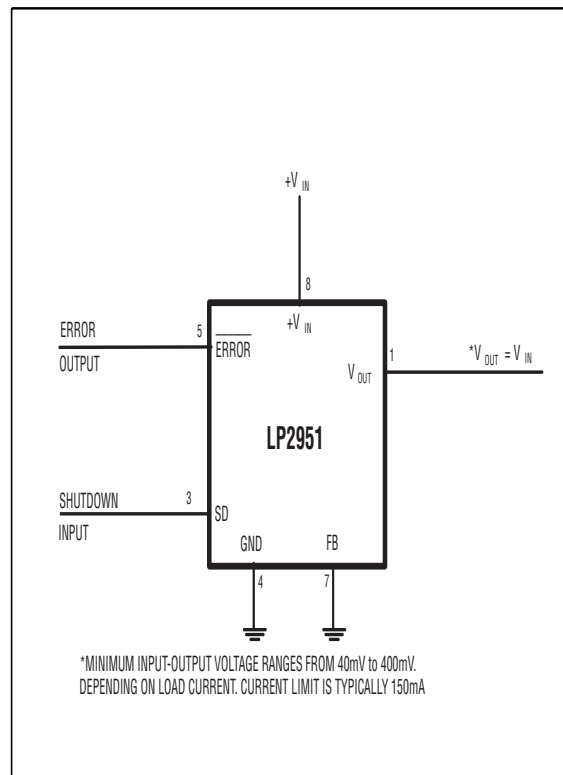 +V IN
8
+V IN
5
ERROR
OUTPUT
ERROR
1
*V OUT = V IN
V OUT
LP2951
SHUTDOWN
INPUT
3
SD
GND
FB
4
7
*MINIMUM INPUT-OUTPUT VOLTAGE RANGES FROM 40mV to 400mV.
DEPENDING ON LOAD CURRENT. CURRENT LIMIT IS TYPICALLY 150mA